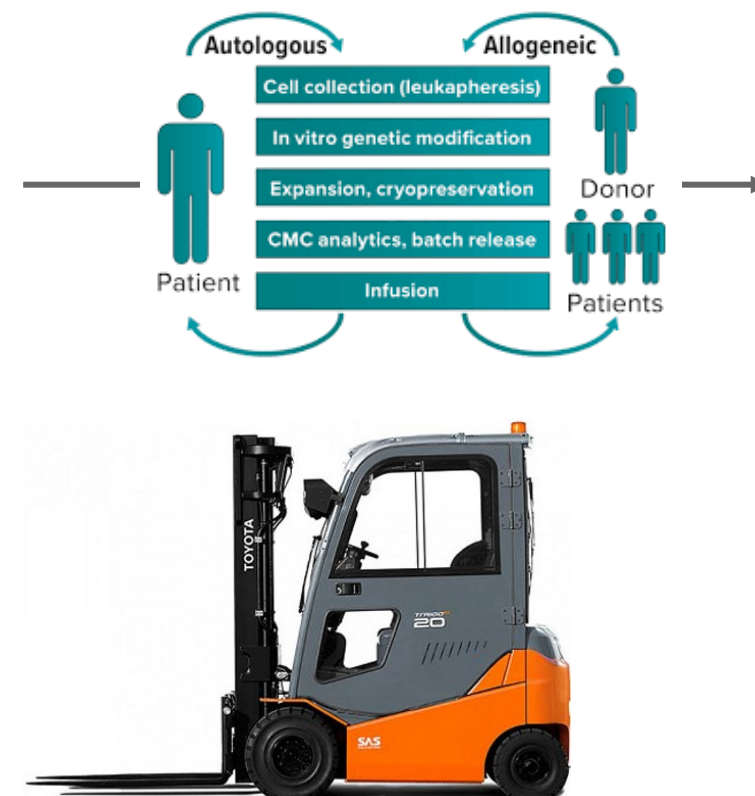 Autologous
Allogeneic
Cell collection (leukapheresis)
In vitro genetic modification
Expansion, cryopreservation
CMC analytics, batch release
Infusion
Patient
Donor
Patients
TOYOTA
TRAIGO
20
SAS